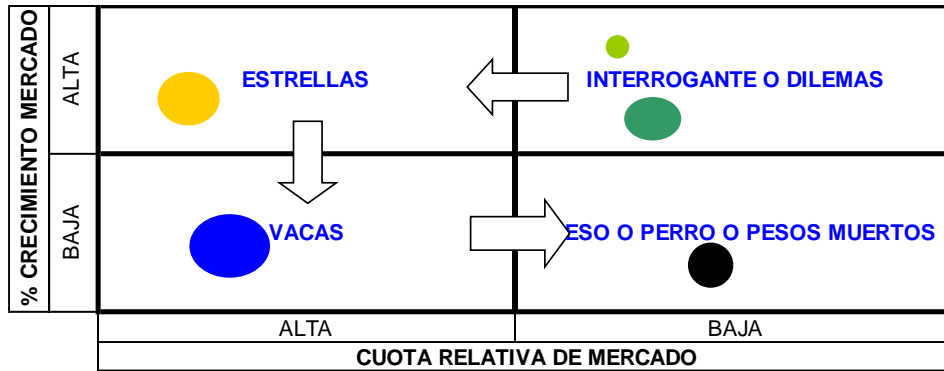 % CRECIMIENTO MERCADO
ALTA
ESTRELLAS
INTERROGANTE O DILEMAS
BAJA
VACAS
ESO O PERRO O PESOS MUERTOS
ALTA
BAJA
CUOTA RELATIVA DE MERCADO